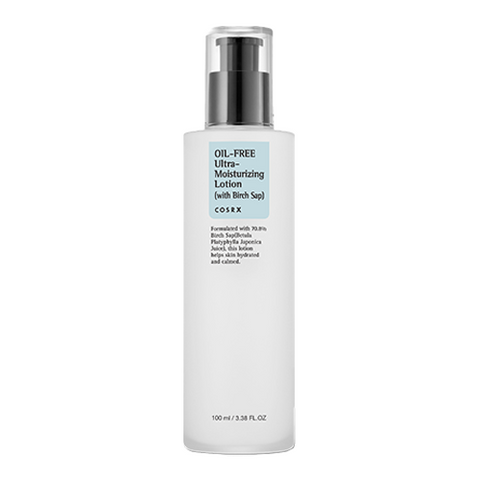 OIL-FREE
Ultra-
Moisturizing
Lotion
(with Birch Sap)
COSRX
Formulated with 70.8%
Birch Sap(Betula
Platyphylla Japonica
Juice), this lotion
helps skin hydrated
and calmed.
100 ml / 3.38 FL.OZ